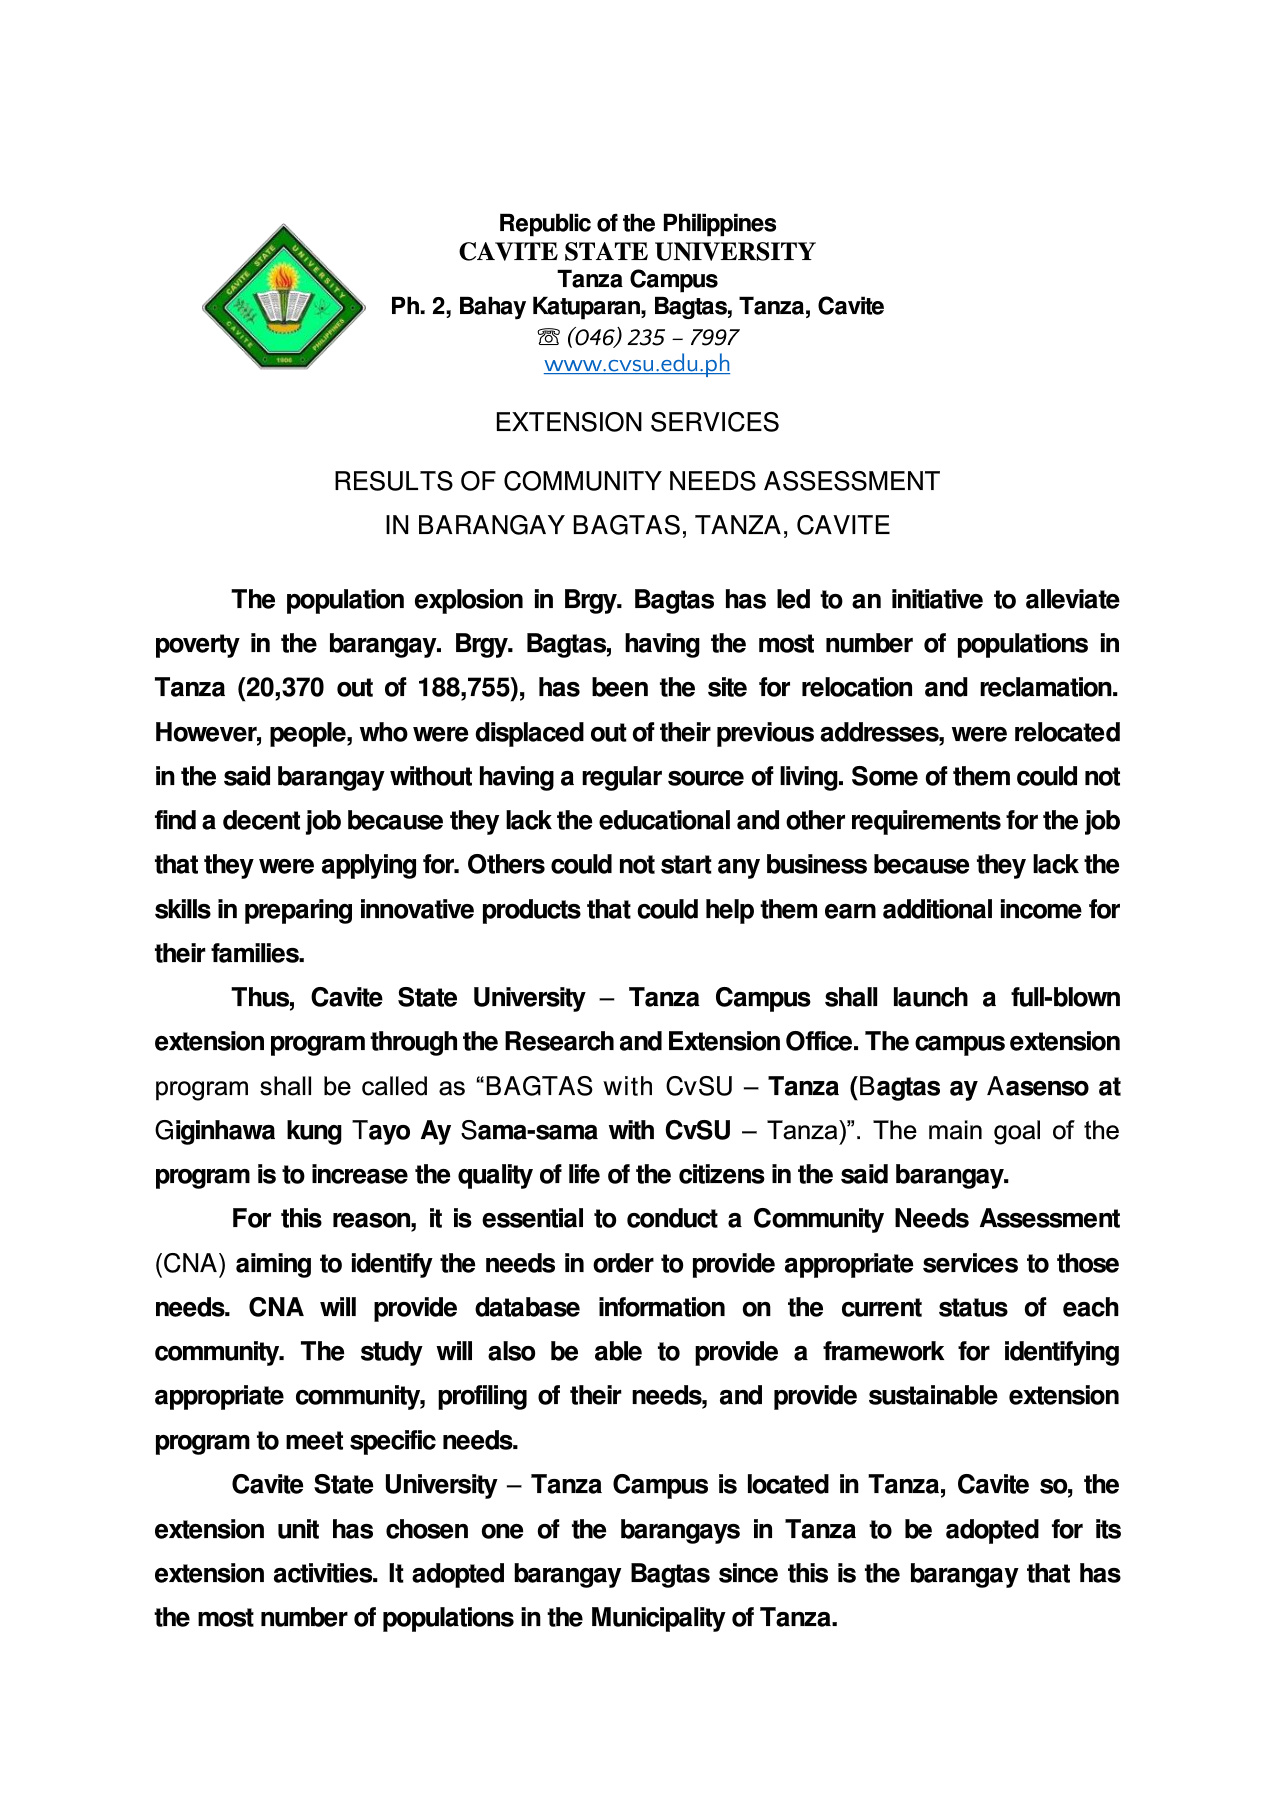 Republic of the Philippines
CAVITE STATE UNIVERSITY
Tanza Campus
Ph. 2, Bahay Katuparan, Bagtas, Tanza, Cavite
☏ (046) 235 – 7997
www.cvsu.edu.ph
CAVITE STATE UNIVERSITY
CAVITE PHILIPPINES
1906
EXTENSION SERVICES
RESULTS OF COMMUNITY NEEDS ASSESSMENT
IN BARANGAY BAGTAS, TANZA, CAVITE
The population explosion in Brgy. Bagtas has led to an initiative to alleviate
poverty in the barangay. Brgy. Bagtas, having the most number of populations in
Tanza (20,370 out of 188,755), has been the site for relocation and reclamation.
However, people, who were displaced out of their previous addresses, were relocated
in the said barangay without having a regular source of living. Some of them could not
find a decent job because they lack the educational and other requirements for the job
that they were applying for. Others could not start any business because they lack the
skills in preparing innovative products that could help them earn additional income for
their families.
Thus, Cavite State University – Tanza Campus shall launch a full-blown
extension program through the Research and Extension Office. The campus extension
program shall be called as “BAGTAS with CvSU – Tanza (Bagtas ay Aasenso at
Giginhawa kung Tayo Ay Sama-sama with CvSU – Tanza)”. The main goal of the
program is to increase the quality of life of the citizens in the said barangay.
For this reason, it is essential to conduct a Community Needs Assessment
(CNA) aiming to identify the needs in order to provide appropriate services to those
needs. CNA will provide database information on the current status of each
community. The study will also be able to provide a framework for identifying
appropriate community, profiling of their needs, and provide sustainable extension
program to meet specific needs.
Cavite State University – Tanza Campus is located in Tanza, Cavite so, the
extension unit has chosen one of the barangays in Tanza to be adopted for its
extension activities. It adopted barangay Bagtas since this is the barangay that has
the most number of populations in the Municipality of Tanza.